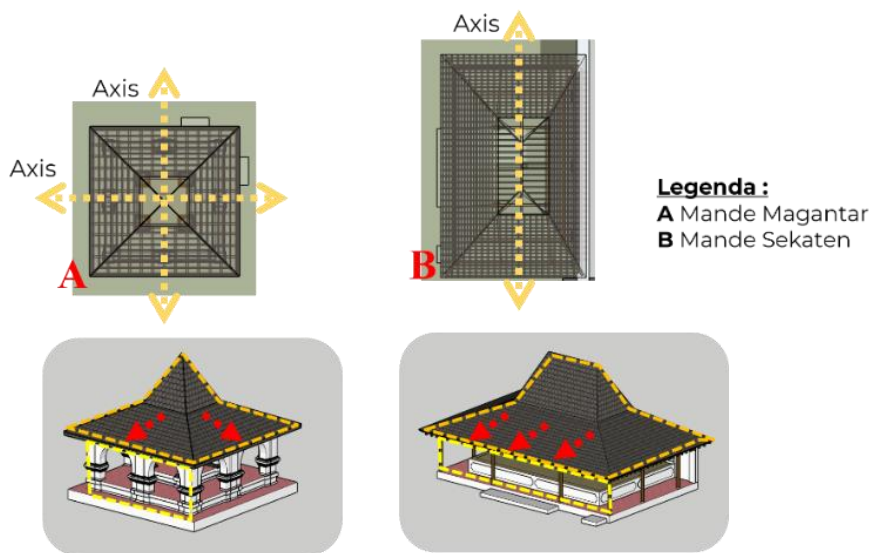 Axis
Axis
Axis
A
B
Legenda :
A Mande Magantar
B Mande Sekaten